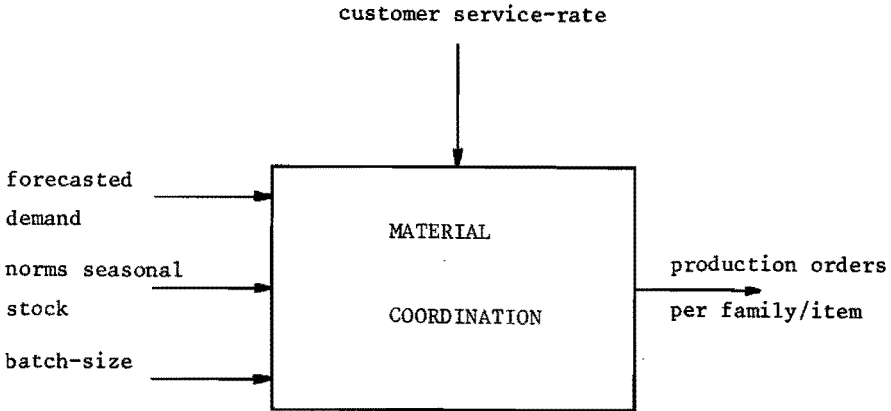 customer service-rate
forecasted
demand
norms seasonal
stock
batch-size
MATERIAL
COORDINATION
production orders
per family/item